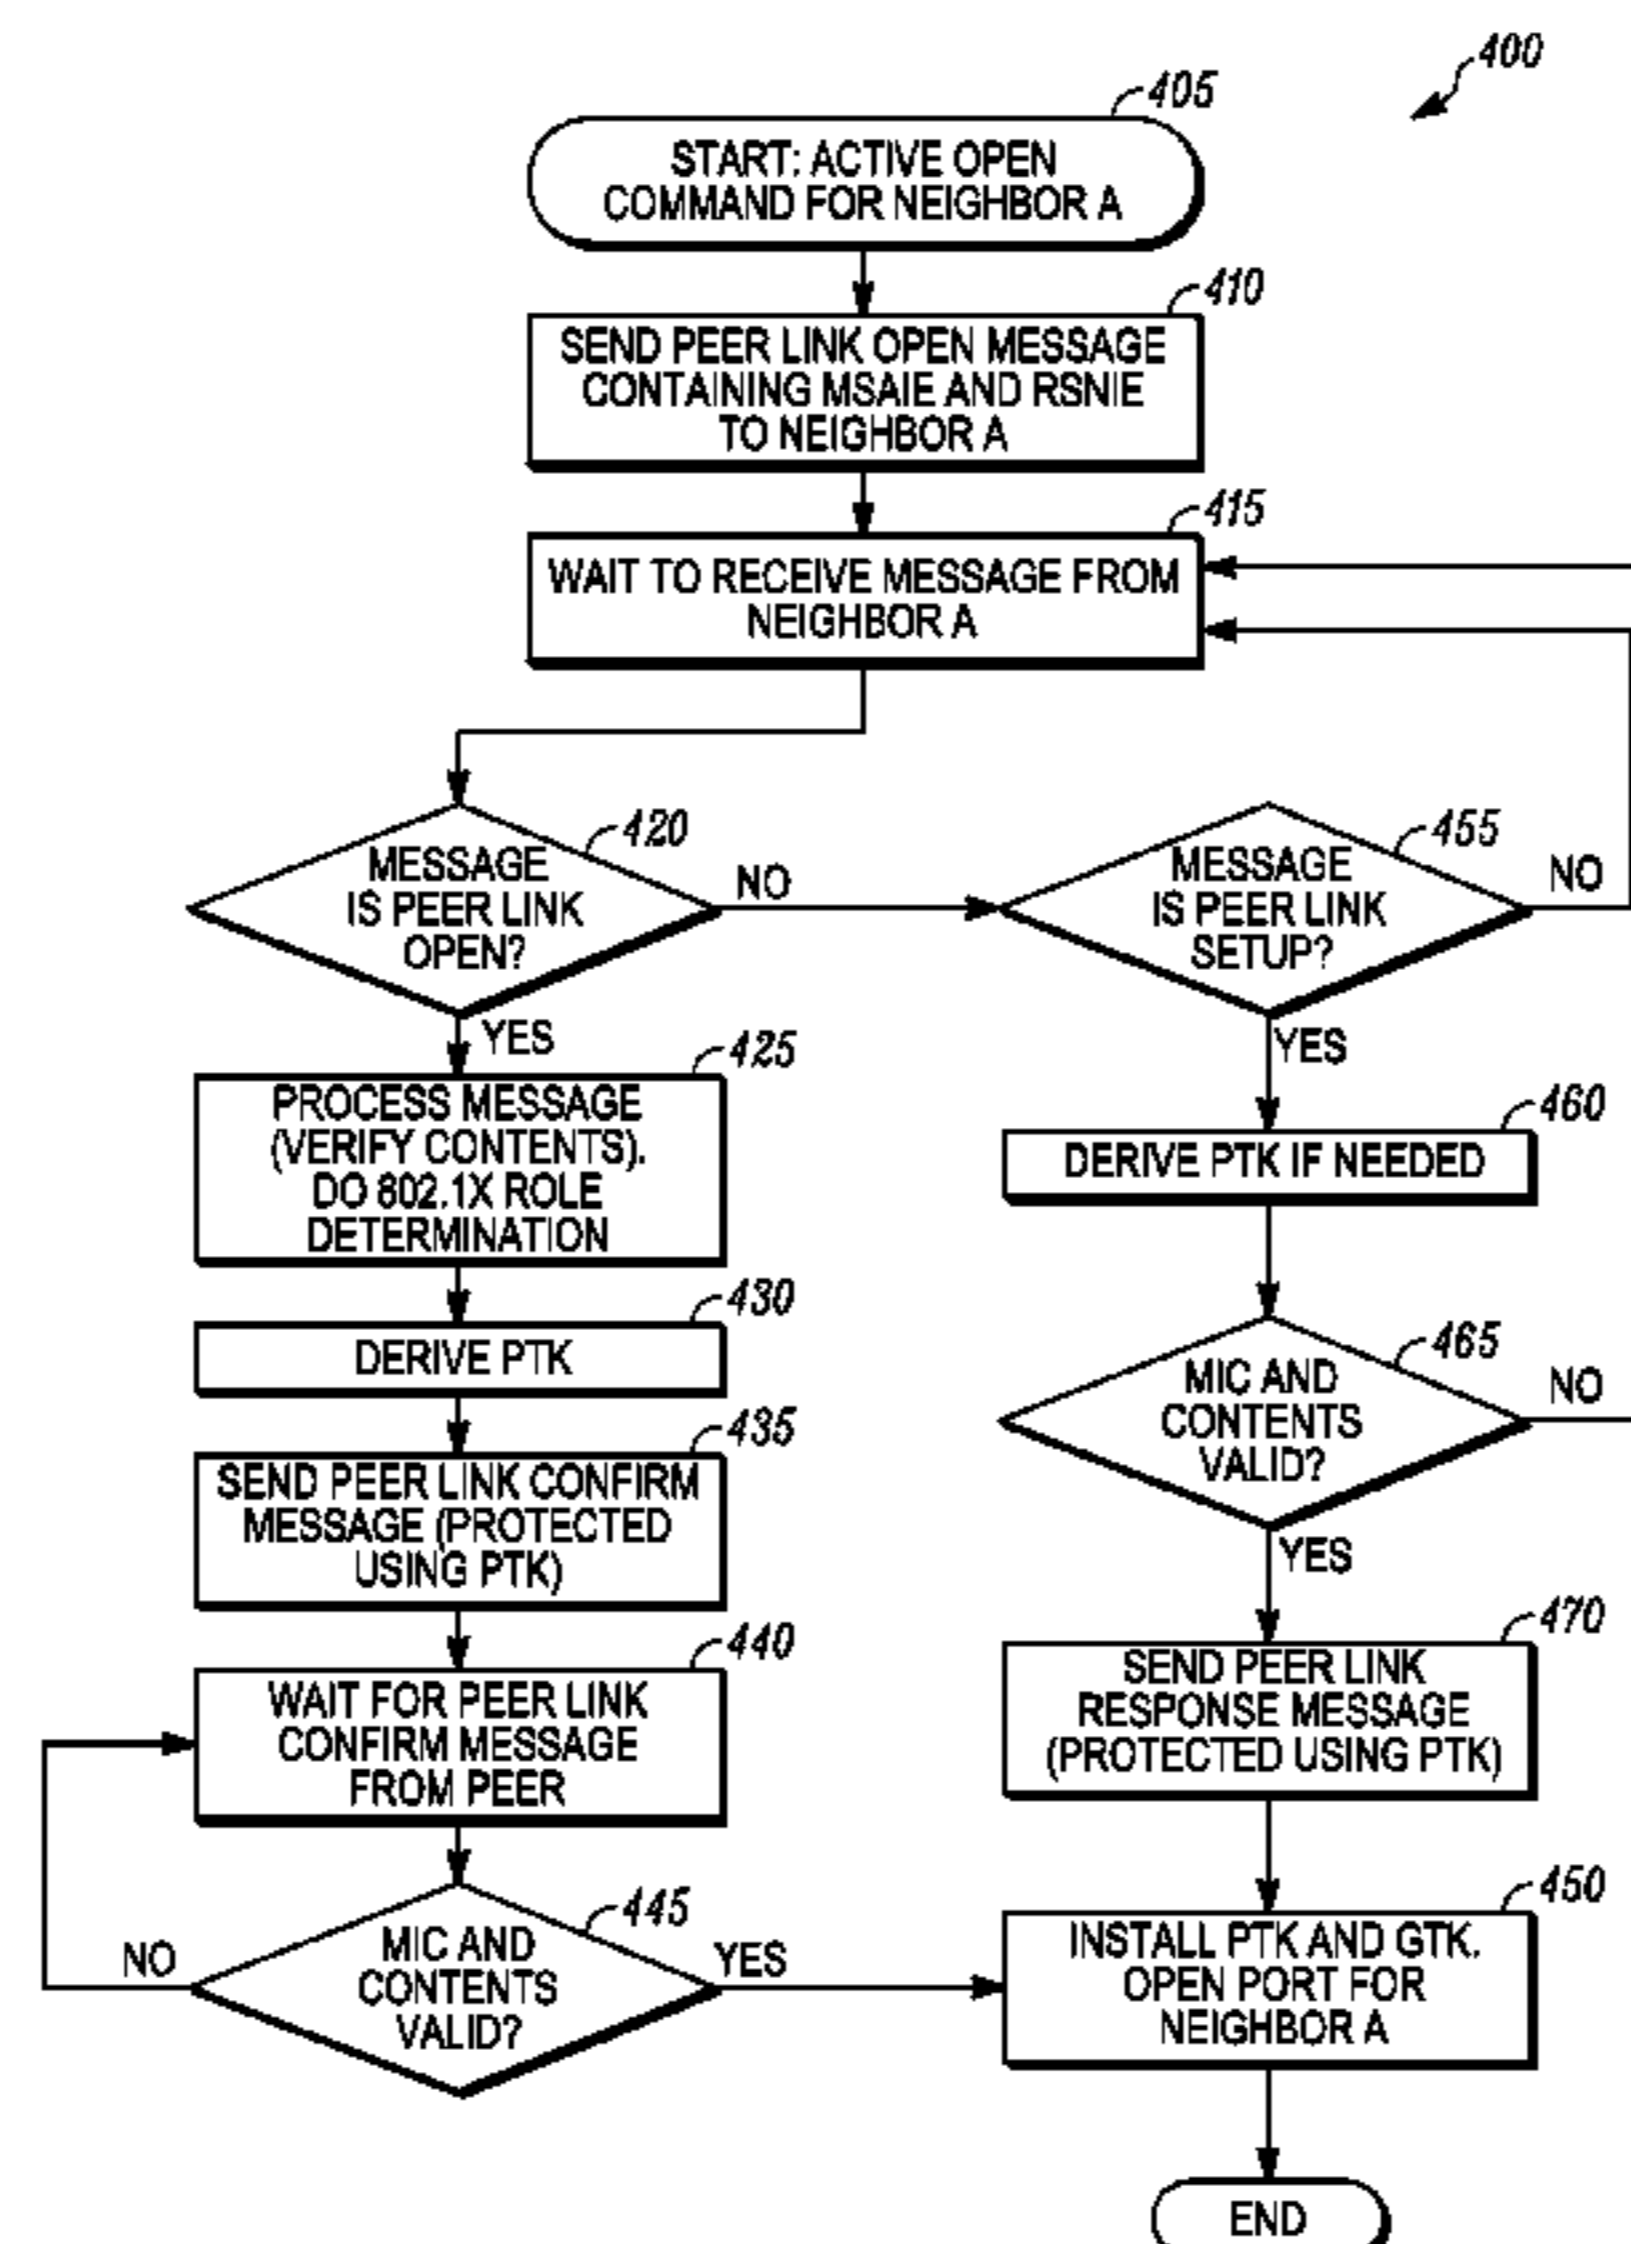 400
405
START: ACTIVE OPEN
COMMAND FOR NEIGHBOR A
410
SEND PEER LINK OPEN MESSAGE
CONTAINING MSAIE AND RSNIE
TO NEIGHBOR A
415
WAIT TO RECEIVE MESSAGE FROM
NEIGHBOR A
420
MESSAGE
IS PEER LINK
OPEN?
NO
YES
455
MESSAGE
IS PEER LINK
SETUP?
NO
YES
425
PROCESS MESSAGE
(VERIFY CONTENTS).
DO 802.1X ROLE
DETERMINATION
430
DERIVE PTK
435
SEND PEER LINK CONFIRM
MESSAGE (PROTECTED
USING PTK)
440
WAIT FOR PEER LINK
CONFIRM MESSAGE
FROM PEER
445
MIC AND
CONTENTS
VALID?
NO
YES
460
DERIVE PTK IF NEEDED
465
MIC AND
CONTENTS
VALID?
NO
YES
470
SEND PEER LINK
RESPONSE MESSAGE
(PROTECTED USING PTK)
450
INSTALL PTK AND GTK.
OPEN PORT FOR
NEIGHBOR A
END